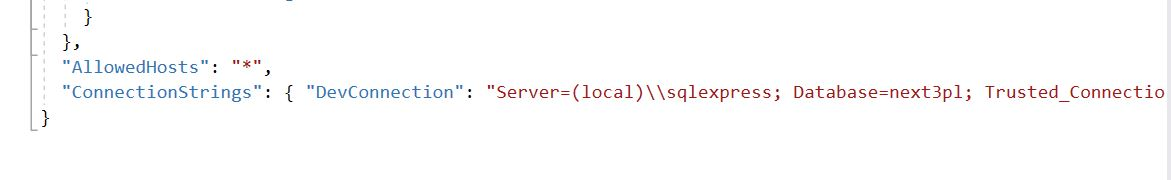 }
},
"AllowedHosts": "*",
"ConnectionStrings": { "DevConnection": "Server=(local)\\sqlexpress; Database=next3pl; Trusted_Connectio
}